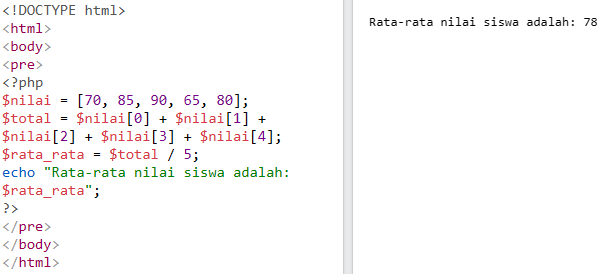 <!DOCTYPE html>
<html>
<body>
<pre>
<?php
$nilai = [70, 85, 90, 65, 80];
$total = $nilai[0] + $nilai[1] +
$nilai[2] + $nilai[3] + $nilai[4];
$rata_rata = $total / 5;
echo "Rata-rata nilai siswa adalah:
$rata_rata";
?>
</pre>
</body>
</html>
Rata-rata nilai siswa adalah: 78